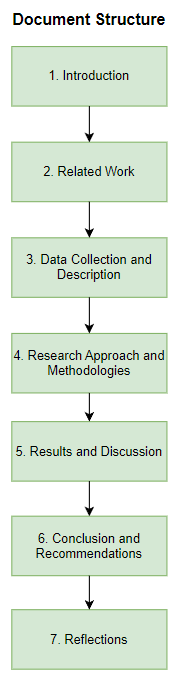 Document Structure
1. Introduction
2. Related Work
3. Data Collection and
Description
4. Research Approach and
Methodologies
5. Results and Discussion
6. Conclusion and
Recommendations
7. Reflections